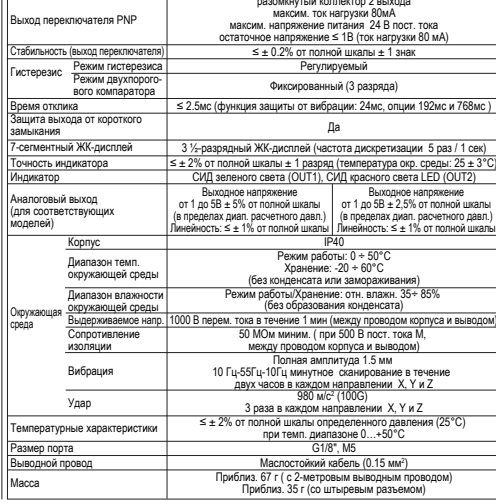 разомкнутый коллектор 2 выхода
Выход переключателя PNP
максим. ток нагрузки 80мА
максим. напряжение питания 24 В пост. тока
остаточное напряжение ≤ 1В (ток нагрузки 80 мА)
Стабильность (выход переключателя)
≤ ± 0.2% от полной шкалы ± 1 знак
Гистерезис
Режим гистерезиса
Регулируемый
Режим двухпорого-
вого компаратора
Фиксированный (3 разряда)
Время отклика
≤ 2.5мс (функция защиты от вибрации: 24мс, опции 192мс и 768мс )
Защита выхода от короткого
замыкания
Да
7-сегментный ЖК-дисплей
3 ½-разрядный ЖК-дисплей (частота дискретизации 5 раз / 1 сек)
Точность индикатора
≤ ± 2% от полной шкалы ± 1 разряд (температура окр. среды: 25 ± 3°C)
Индикатор
СИД зеленого света (OUT1), СИД красного света LED (OUT2)
Аналоговый выход
(для соответствующих
моделей)
Выходное напряжение
от 1 до 5В ± 5% от полной шкалы
(в пределах диап. расчетного давл.)
Линейность: ≤ ± 1% от полной шкалы
Выходное напряжение
от 1 до 5В ± 2,5% от полной шкалы
(в пределах диап. расчетного давл.)
Линейность: ≤ ± 1% от полной шкалы
Окружающая
среда
Корпус
IP40
Диапазон темп.
окружающей среды
Режим работы: 0 ÷ 50°C
Хранение: -20 ÷ 60°C
(без конденсата или замораживания)
Диапазон влажности
окружающей среды
Режим работы/Хранение: отн. влажн. 35÷ 85%
(без образования конденсата)
Выдерживаемое напр.
1000 В перем. тока в течение 1 мин (между проводом корпуса и выводом)
Сопротивление
изоляции
50 МОм миним. ( при 500 В пост. тока М,
между проводом корпуса и выводом)
Вибрация
Полная амплитуда 1.5 мм
10 Гц-55Гц-10Гц минутное сканирование в течение
двух часов в каждом направлении X, Y и Z
Удар
980 м/с² (100G)
3 раза в каждом направлении X, Y и Z
Температурные характеристики
≤ ± 2% от полной шкалы определенного давления (25°C)
при темп. диапазоне 0…+50°C
Размер порта
G1/8", M5
Выводной провод
Маслостойкий кабель (0.15 мм²)
Масса
Приблиз. 67 г ( с 2-метровым выводным проводом)
Приблиз. 35 г (со штыревым разъемом)